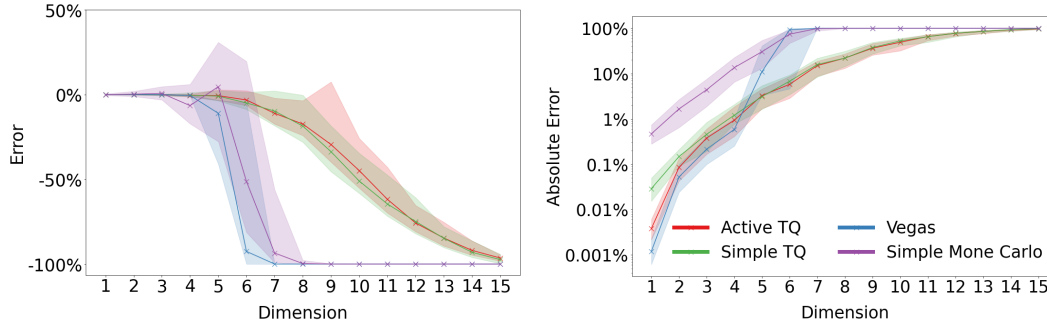 50%
0%
-50%
-100%
Error
1 2 3 4 5 6 7 8 9 10 11 12 13 14 15
Dimension
100%
10%
1%
0.1%
0.01%
0.001%
Absolute Error
Active TQ
Simple TQ
Vegas
Simple Mone Carlo
1 2 3 4 5 6 7 8 9 10 11 12 13 14 15
Dimension